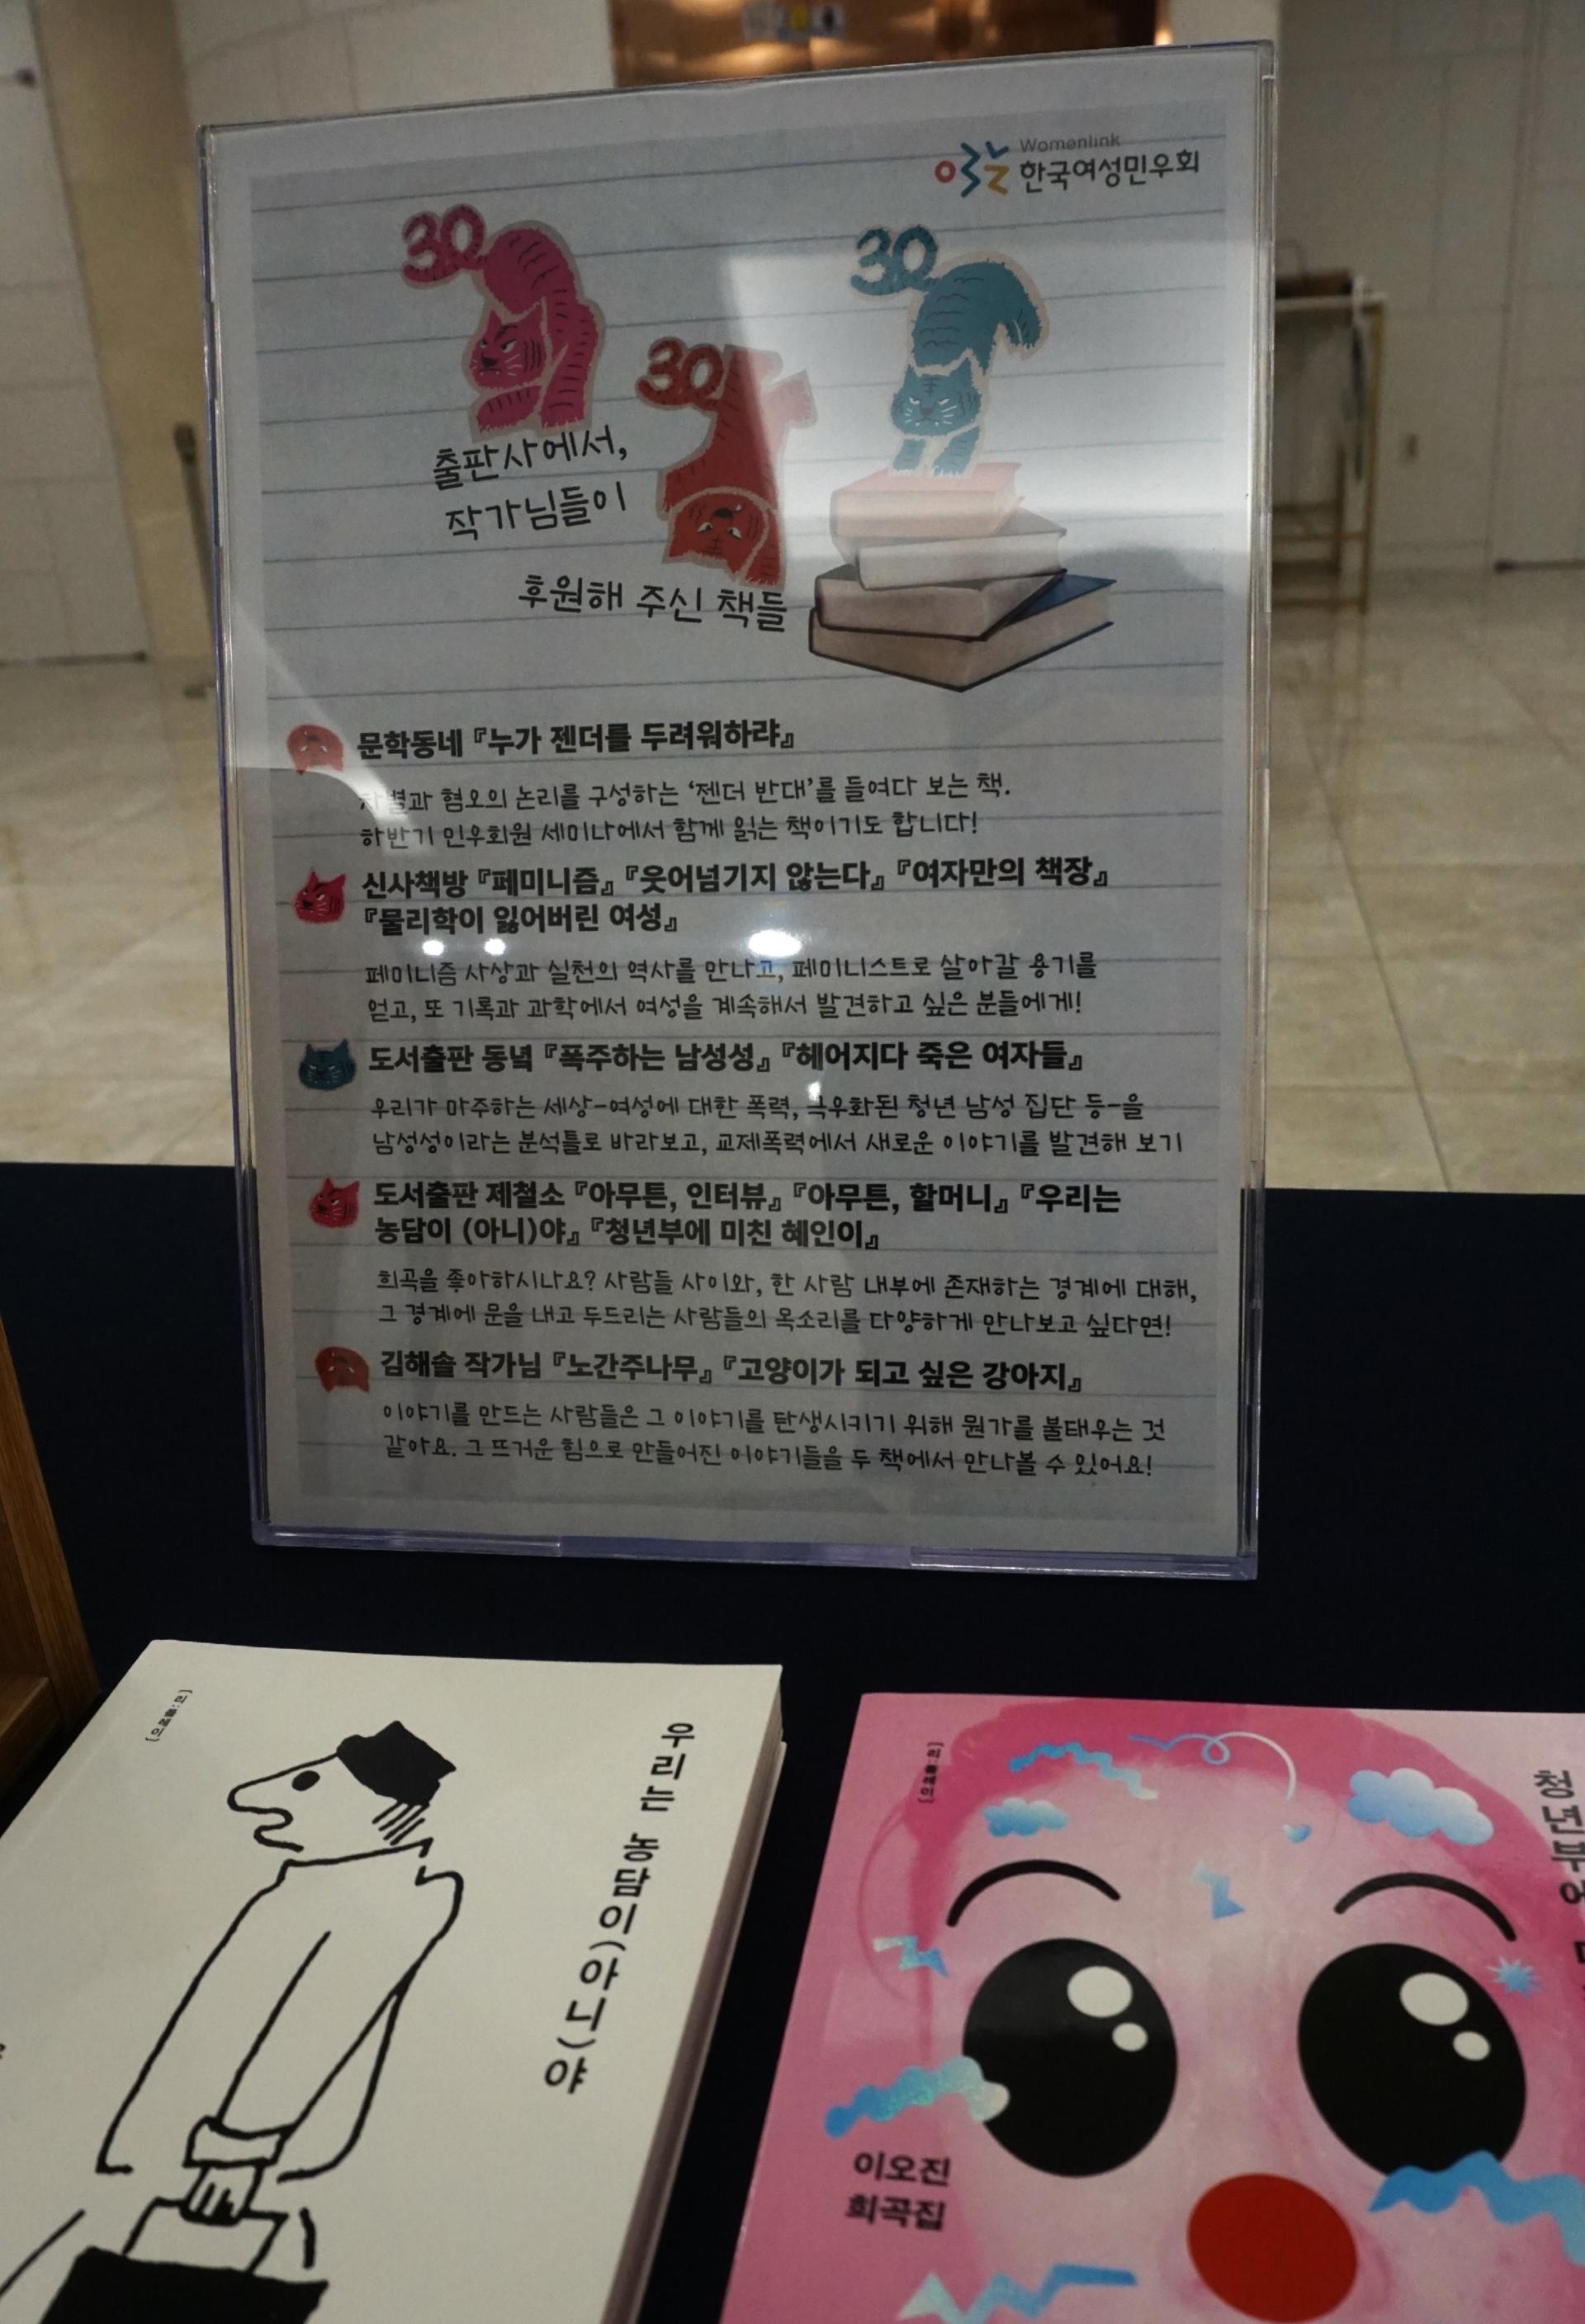 Womenlink
한국여성민우회
30
30
30
출판사에서,
작가님들이
후원해 주신 책들
문학동네 『누가 젠더를 두려워하랴』
차별과 혐오의 논리를 구성하는 ‘젠더 반대’를 들여다 보는 책.
하반기 민우회원 세미나에서 함께 읽는 책이기도 합니다!
신사책방 『페미니즘』 『웃어넘기지 않는다』 『여자만의 책장』
『물리학이 잃어버린 여성』
페미니즘 사상과 실천의 역사를 만나고, 페미니스트로 살아갈 용기를
얻고, 또 기록과 과학에서 여성을 계속해서 발견하고 싶은 분들에게!
도서출판 동녘 『폭주하는 남성성』 『헤어지다 죽은 여자들』
우리가 마주하는 세상-여성에 대한 폭력, 극우화된 청년 남성 집단 등-을
남성성이라는 분석틀로 바라보고, 교제폭력에서 새로운 이야기를 발견해 보기
도서출판 제철소 『아무튼, 인터뷰』 『아무튼, 할머니』 『우리는
농담이 (아니)야』 『청년부에 미친 혜인이』
희곡을 좋아하시나요? 사람들 사이와, 한 사람 내부에 존재하는 경계에 대해,
그 경계에 문을 내고 두드리는 사람들의 목소리를 다양하게 만나보고 싶다면!
김해솔 작가님 『노간주나무』 『고양이가 되고 싶은 강아지』
이야기를 만드는 사람들은 그 이야기를 탄생시키기 위해 뭔가를 불태우는 것
같아요. 그 뜨거운 힘으로 만들어진 이야기들을 두 책에서 만나볼 수 있어요!
우리는 농담이(아니)야
청년부에
이오진
희곡집